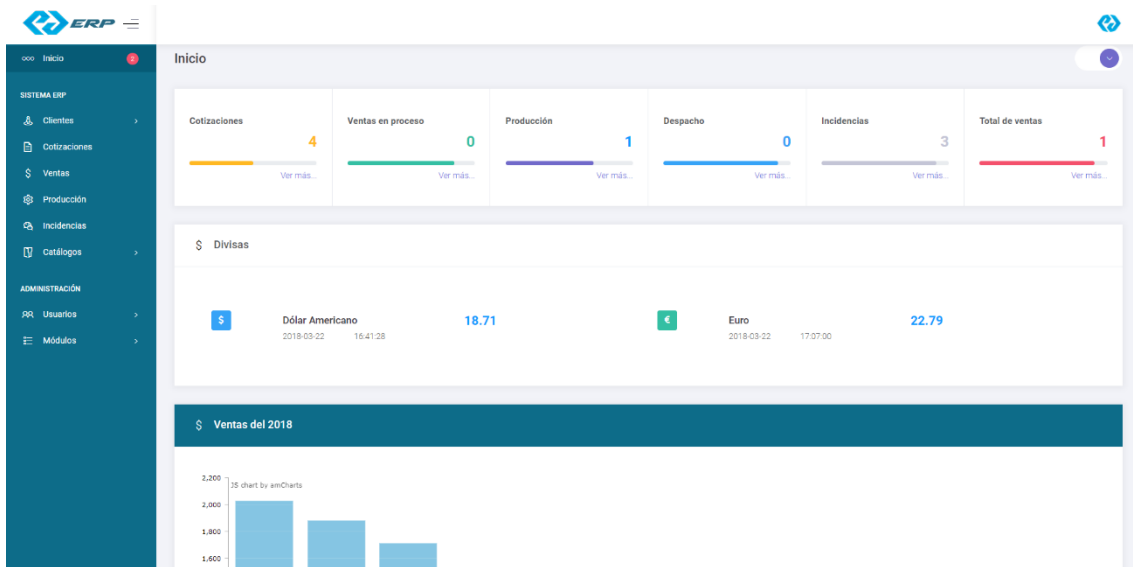 ERP
Inicio 2
SISTEMA ERP
Clientes
Cotizaciones
$ Ventas
Producción
Incidencias
Catálogos
ADMINISTRACIÓN
Usuarios
Módulos
Inicio
Cotizaciones
4
Ver más...
Ventas en proceso
0
Ver más...
Producción
1
Ver más...
Despacho
0
Ver más...
Incidencias
3
Ver más...
Total de ventas
1
Ver más...
$ Divisas
$ Dólar Americano 18.71
2018-03-22 16:41:28
€ Euro 22.79
2018-03-22 17:07:00
$ Ventas del 2018
JS chart by amCharts
2,200
2,000
1,800
1,600